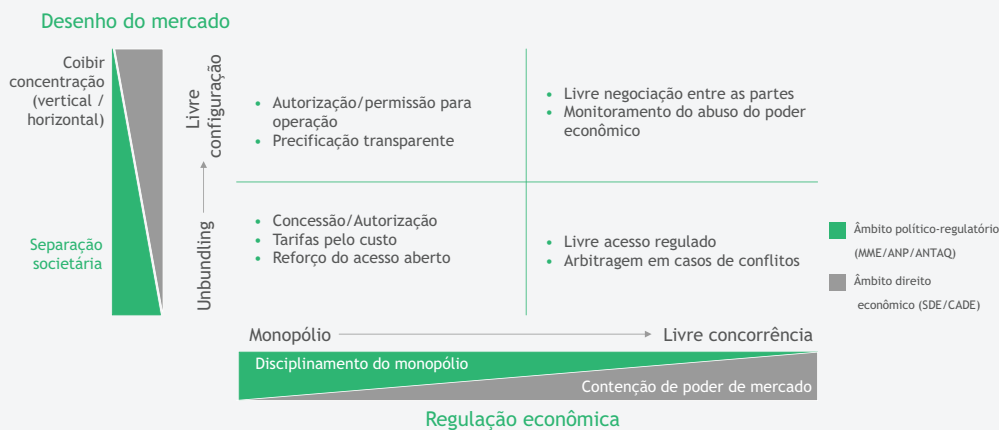 Desenho do mercado
Coibir
concentração
(vertical /
horizontal)
Separação
societária
Livre
configuração
Unbundling
• Autorização/permissão para
operação
• Precificação transparente
• Livre negociação entre as partes
• Monitoramento do abuso do poder
econômico
• Concessão/Autorização
• Tarifas pelo custo
• Reforço do acesso aberto
• Livre acesso regulado
• Arbitragem em casos de conflitos
Âmbito político-regulatório
(MME/ANP/ANTAQ)
Âmbito direito
econômico (SDE/CADE)
Monopólio
Livre concorrência
Disciplinamento do monopólio
Contenção de poder de mercado
Regulação econômica